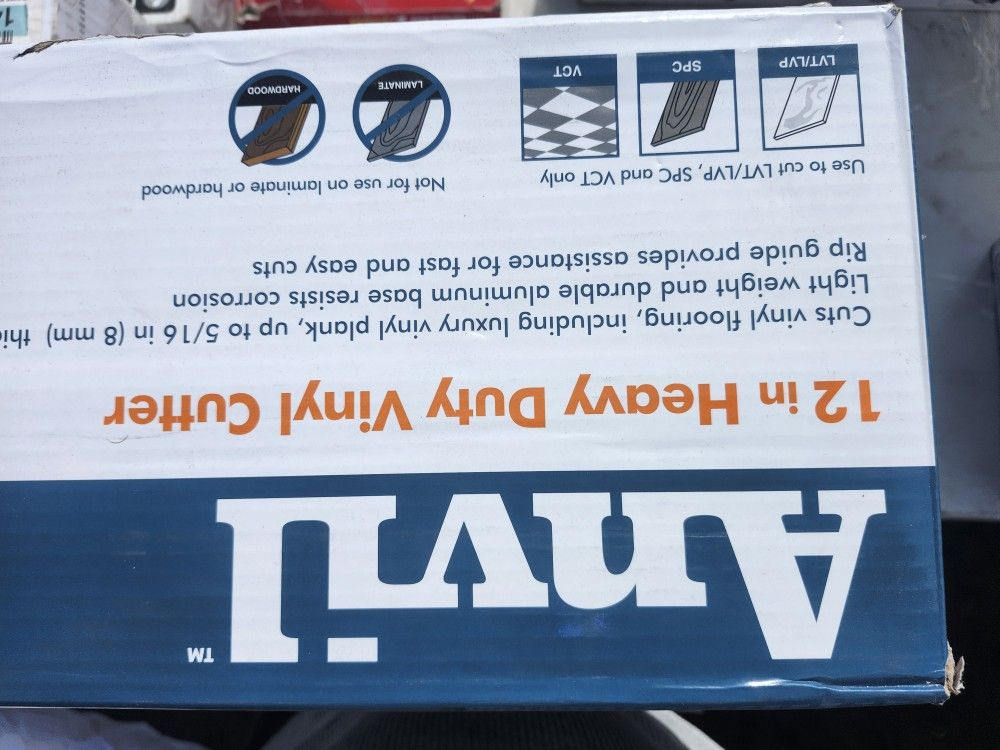 Anvil™
12 in Heavy Duty Vinyl Cutter
Cuts vinyl flooring, including luxury vinyl plank, up to 5/16 in (8 mm)
Light weight and durable aluminum base resists corrosion
Rip guide provides assistance for fast and easy cuts
Use to cut LVT/LVP, SPC and VCT only
Not for use on laminate or hardwood
LVT/LVP
SPC
VCT
LAMINATE
HARDWOOD